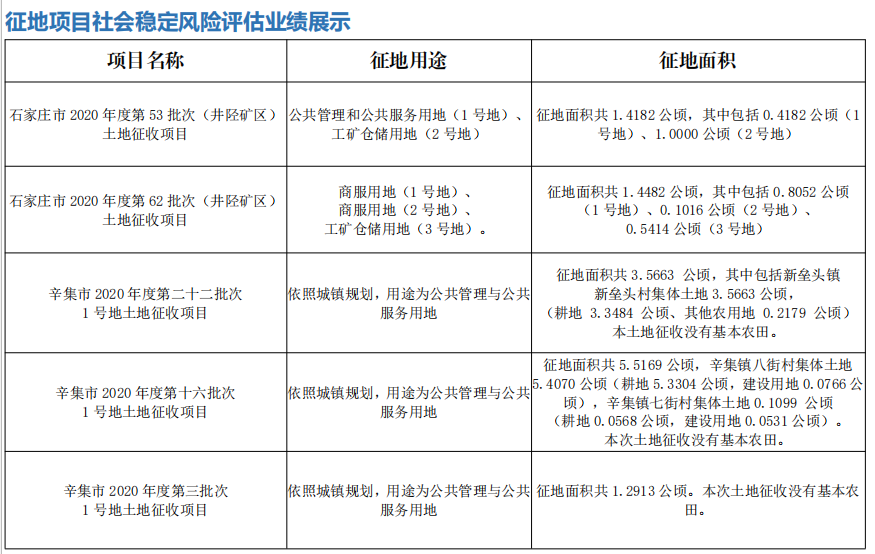 征地项目社会稳定风险评估业绩展示
项目名称
征地用途
征地面积
石家庄市 2020 年度第 53 批次（井陉矿区）
土地征收项目
公共管理和公共服务用地（1 号地）、
工矿仓储用地（2 号地）
征地面积共 1.4182 公顷，其中包括 0.4182 公顷（1
号地）、1.0000 公顷（2 号地）
石家庄市 2020 年度第 62 批次（井陉矿区）
土地征收项目
商服用地（1 号地）、
商服用地（2 号地）、
工矿仓储用地（3 号地）。
征地面积共 1.4482 公顷，其中包括 0.8052 公顷
（1 号地）、0.1016 公顷（2 号地）、
0.5414 公顷（3 号地）
辛集市 2020 年度第二十二批次
1 号地土地征收项目
依照城镇规划，用途为公共管理与公共
服务用地
征地面积共 3.5663 公顷，其中包括新垒头镇
新垒头村集体土地 3.5663 公顷，
（耕地 3.3484 公顷、其他农用地 0.2179 公顷）
本土地征收没有基本农田。
辛集市 2020 年度第十六批次
1 号地土地征收项目
依照城镇规划，用途为公共管理与公共
服务用地
征地面积共 5.5169 公顷，辛集镇八街村集体土地
5.4070 公顷（耕地 5.3304 公顷，建设用地 0.0766 公
顷），辛集镇七街村集体土地 0.1099 公顷
（耕地 0.0568 公顷，建设用地 0.0531 公顷）。
本次土地征收没有基本农田。
辛集市 2020 年度第三批次
1 号地土地征收项目
依照城镇规划，用途为公共管理与公共
服务用地
征地面积共 1.2913 公顷。本次土地征收没有基本农
田。